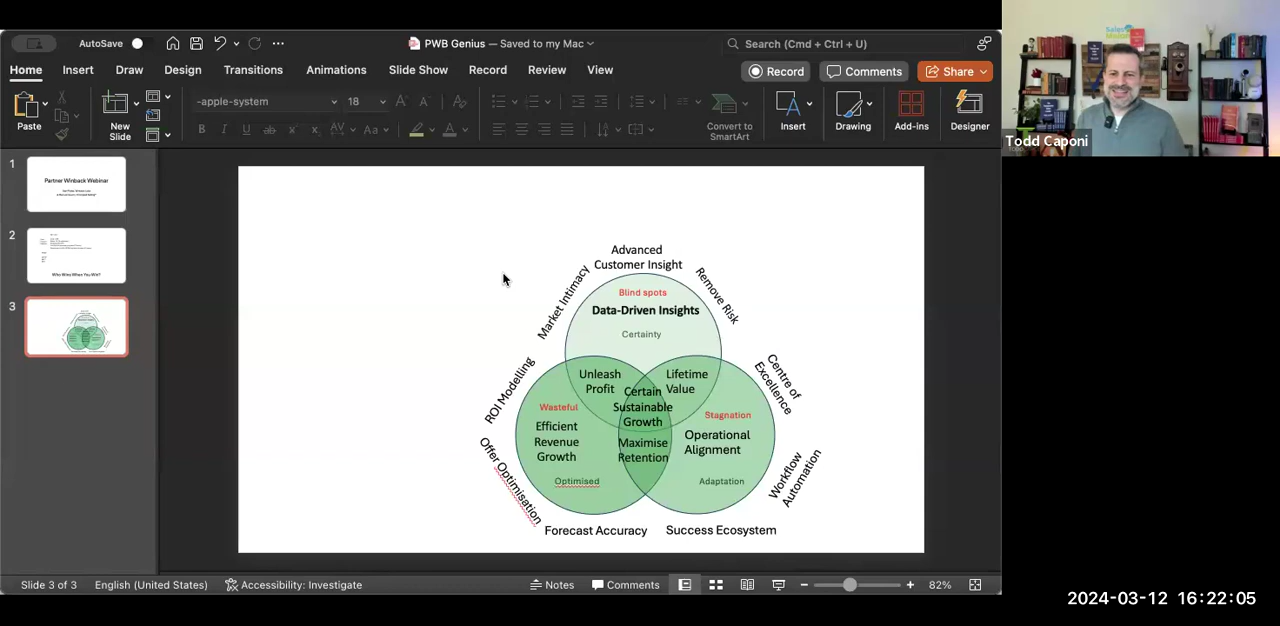 AutoSave
PWB Genius — Saved to my Mac
Search (Cmd + Ctrl + U)
Home
Insert
Draw
Design
Transitions
Animations
Slide Show
Record
Review
View
Record
Comments
Share
Paste
New
Slide
-apple-system
18
Convert to
SmartArt
Insert
Drawing
Add-ins
Designer
Todd Caponi
1
Partner Winback Webinar
2
Who Wins When You Win?
3
Advanced
Customer Insight
Market Intimacy
Remove Risk
Blind spots
Data-Driven Insights
Certainty
ROI Modelling
Unleash
Profit
Lifetime
Value
Centre of
Excellence
Certain
Sustainable
Growth
Wasteful
Efficient
Revenue
Growth
Optimised
Stagnation
Operational
Alignment
Adaptation
Maximise
Retention
Offer Optimisation
Workflow
Automation
Forecast Accuracy
Success Ecosystem
Slide 3 of 3
English (United States)
Accessibility: Investigate
Notes
Comments
82%
2024-03-12 16:22:05